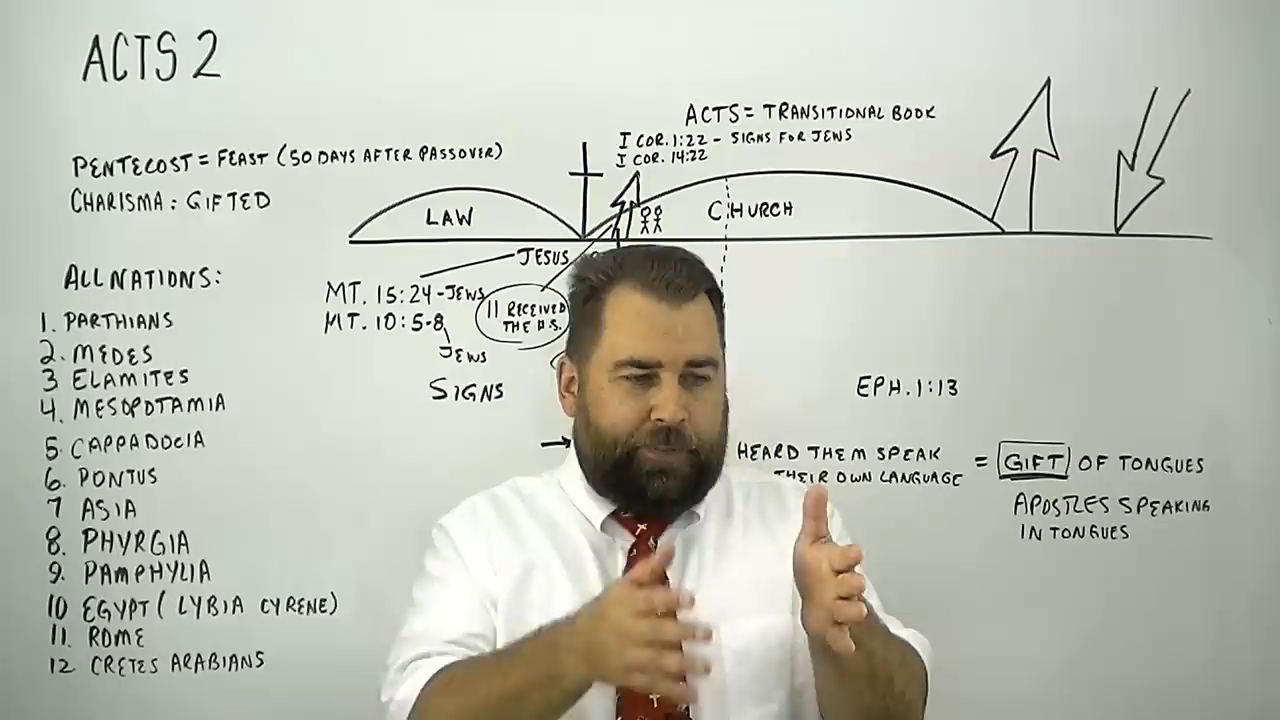 ACTS 2
ACTS = TRANSITIONAL BOOK
I COR. 1:22 - SIGNS FOR JEWS
I COR. 14:22
PENTECOST = FEAST (50 DAYS AFTER PASSOVER)
CHARISMA: GIFTED
LAW
CHURCH
JESUS
ALL NATIONS:
1. PARTHIANS
2. MEDES
3 ELAMITES
4. MESOPOTAMIA
5. CAPPADOCIA
6. PONTUS
7 ASIA
8. PHYRGIA
9. PAMPHYLIA
10 EGYPT (LYBIA CYRENE)
11. ROME
12 CRETES ARABIANS
MT. 15:24 - JEWS
MT. 10:5-8
JEWS
11 RECEIVED
THE H.S.
SIGNS
EPH. 1:13
HEARD THEM SPEAK
THEIR OWN LANGUAGE
= GIFT OF TONGUES
APOSTLES SPEAKING
IN TONGUES